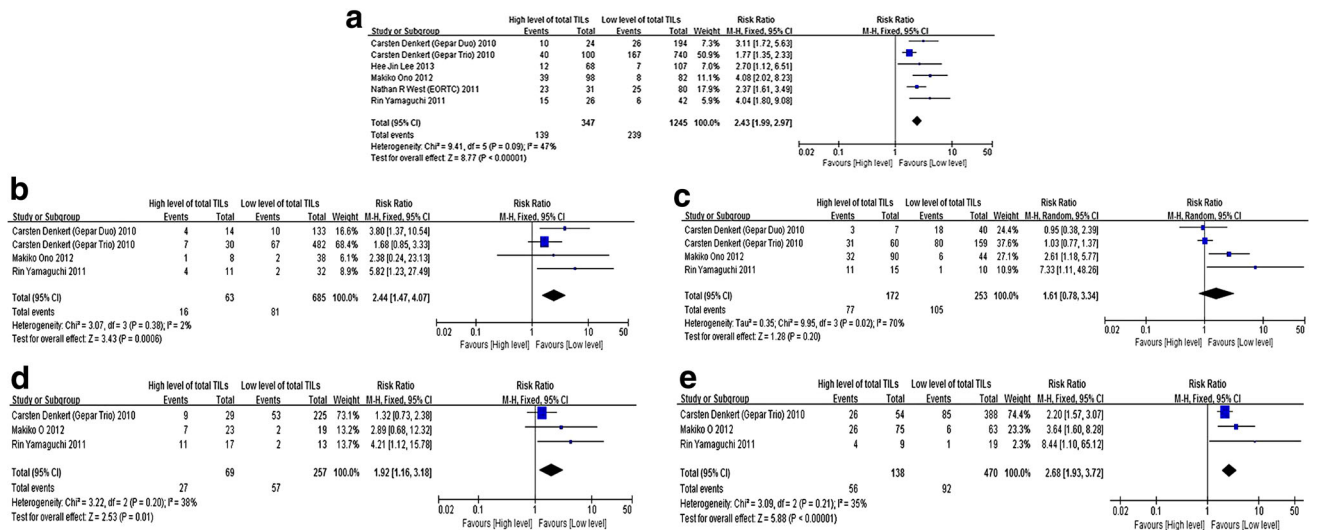 a
High level of total TILs Low level of total TILs Risk Ratio Risk Ratio
Events Total Events Total Weight M-H, Fixed, 95% CI M-H, Fixed, 95% CI
Study or Subgroup
Carsten Denkert (Gepar Duo) 2010 10 24 26 194 7.3% 3.11 [1.72, 5.63]
Carsten Denkert (Gepar Trio) 2010 40 100 167 740 50.9% 1.77 [1.35, 2.33]
Hee Jin Lee 2013 12 68 7 107 7.0% 2.70 [1.12, 6.51]
Makiko Ono 2012 39 98 8 82 11.1% 4.08 [2.02, 8.23]
Nathan R West (EORTC) 2011 23 31 25 80 17.9% 2.37 [1.61, 3.49]
Rin Yamaguchi 2011 15 26 6 42 5.9% 4.04 [1.80, 9.08]
Total (95% CI) 347 1245 100.0% 2.43 [1.99, 2.97]
Total events 139 239
Heterogeneity: Chi² = 9.41, df = 5 (P = 0.09); I² = 47%
Test for overall effect: Z = 8.77 (P < 0.00001)
0.02 0.1 1 10 50
Favours [High level] Favours [Low level]
b
High level of total TILs Low level of total TILs Risk Ratio Risk Ratio
Study or Subgroup Events Total Events Total Weight M-H, Fixed, 95% CI M-H, Fixed, 95% CI
Carsten Denkert (Gepar Duo) 2010 4 14 10 133 16.6% 3.80 [1.37, 10.54]
Carsten Denkert (Gepar Trio) 2010 7 30 67 482 68.4% 1.68 [0.85, 3.33]
Makiko Ono 2012 1 8 2 38 6.1% 2.38 [0.24, 23.13]
Rin Yamaguchi 2011 4 11 2 32 8.9% 5.82 [1.23, 27.49]
Total (95% CI) 63 685 100.0% 2.44 [1.47, 4.07]
Total events 16 81
Heterogeneity: Chi² = 3.07, df = 3 (P = 0.38); I² = 2%
Test for overall effect: Z = 3.43 (P = 0.0006)
0.02 0.1 1 10 50
Favours [High level] Favours [Low level]
c
High level of total TILs Low level of total TILs Risk Ratio Risk Ratio
Study or Subgroup Events Total Events Total Weight M-H, Random, 95% CI M-H, Random, 95% CI
Carsten Denkert (Gepar Duo) 2010 3 7 18 40 24.4% 0.95 [0.38, 2.39]
Carsten Denkert (Gepar Trio) 2010 31 60 80 159 37.6% 1.03 [0.77, 1.37]
Makiko Ono 2012 32 90 6 44 27.1% 2.61 [1.18, 5.77]
Rin Yamaguchi 2011 11 15 1 10 10.9% 7.33 [1.11, 48.26]
Total (95% CI) 172 253 100.0% 1.61 [0.78, 3.34]
Total events 77 105
Heterogeneity: Tau² = 0.35; Chi² = 9.95, df = 3 (P = 0.02); I² = 70%
Test for overall effect: Z = 1.28 (P = 0.20)
0.02 0.1 1 10 50
Favours [High level] Favours [Low level]
d
High level of total TILs Low level of total TILs Risk Ratio Risk Ratio
Study or Subgroup Events Total Events Total Weight M-H, Fixed, 95% CI M-H, Fixed, 95% CI
Carsten Denkert (Gepar Trio) 2010 9 29 53 225 73.1% 1.32 [0.73, 2.38]
Makiko O 2012 7 23 2 19 13.2% 2.89 [0.68, 12.32]
Rin Yamaguchi 2011 11 17 2 13 13.7% 4.21 [1.12, 15.78]
Total (95% CI) 69 257 100.0% 1.92 [1.16, 3.18]
Total events 27 57
Heterogeneity: Chi² = 3.22, df = 2 (P = 0.20); I² = 38%
Test for overall effect: Z = 2.53 (P = 0.01)
0.02 0.1 1 10 50
Favours [High level] Favours [Low level]
e
High level of total TILs Low level of total TILs Risk Ratio Risk Ratio
Study or Subgroup Events Total Events Total Weight M-H, Fixed, 95% CI M-H, Fixed, 95% CI
Carsten Denkert (Gepar Trio) 2010 26 54 85 388 74.4% 2.20 [1.57, 3.07]
Makiko O 2012 26 75 6 63 23.3% 3.64 [1.60, 8.28]
Rin Yamaguchi 2011 4 9 1 19 2.3% 8.44 [1.10, 65.12]
Total (95% CI) 138 470 100.0% 2.68 [1.93, 3.72]
Total events 56 92
Heterogeneity: Chi² = 3.09, df = 2 (P = 0.21); I² = 35%
Test for overall effect: Z = 5.88 (P < 0.00001)
0.02 0.1 1 10 50
Favours [High level] Favours [Low level]